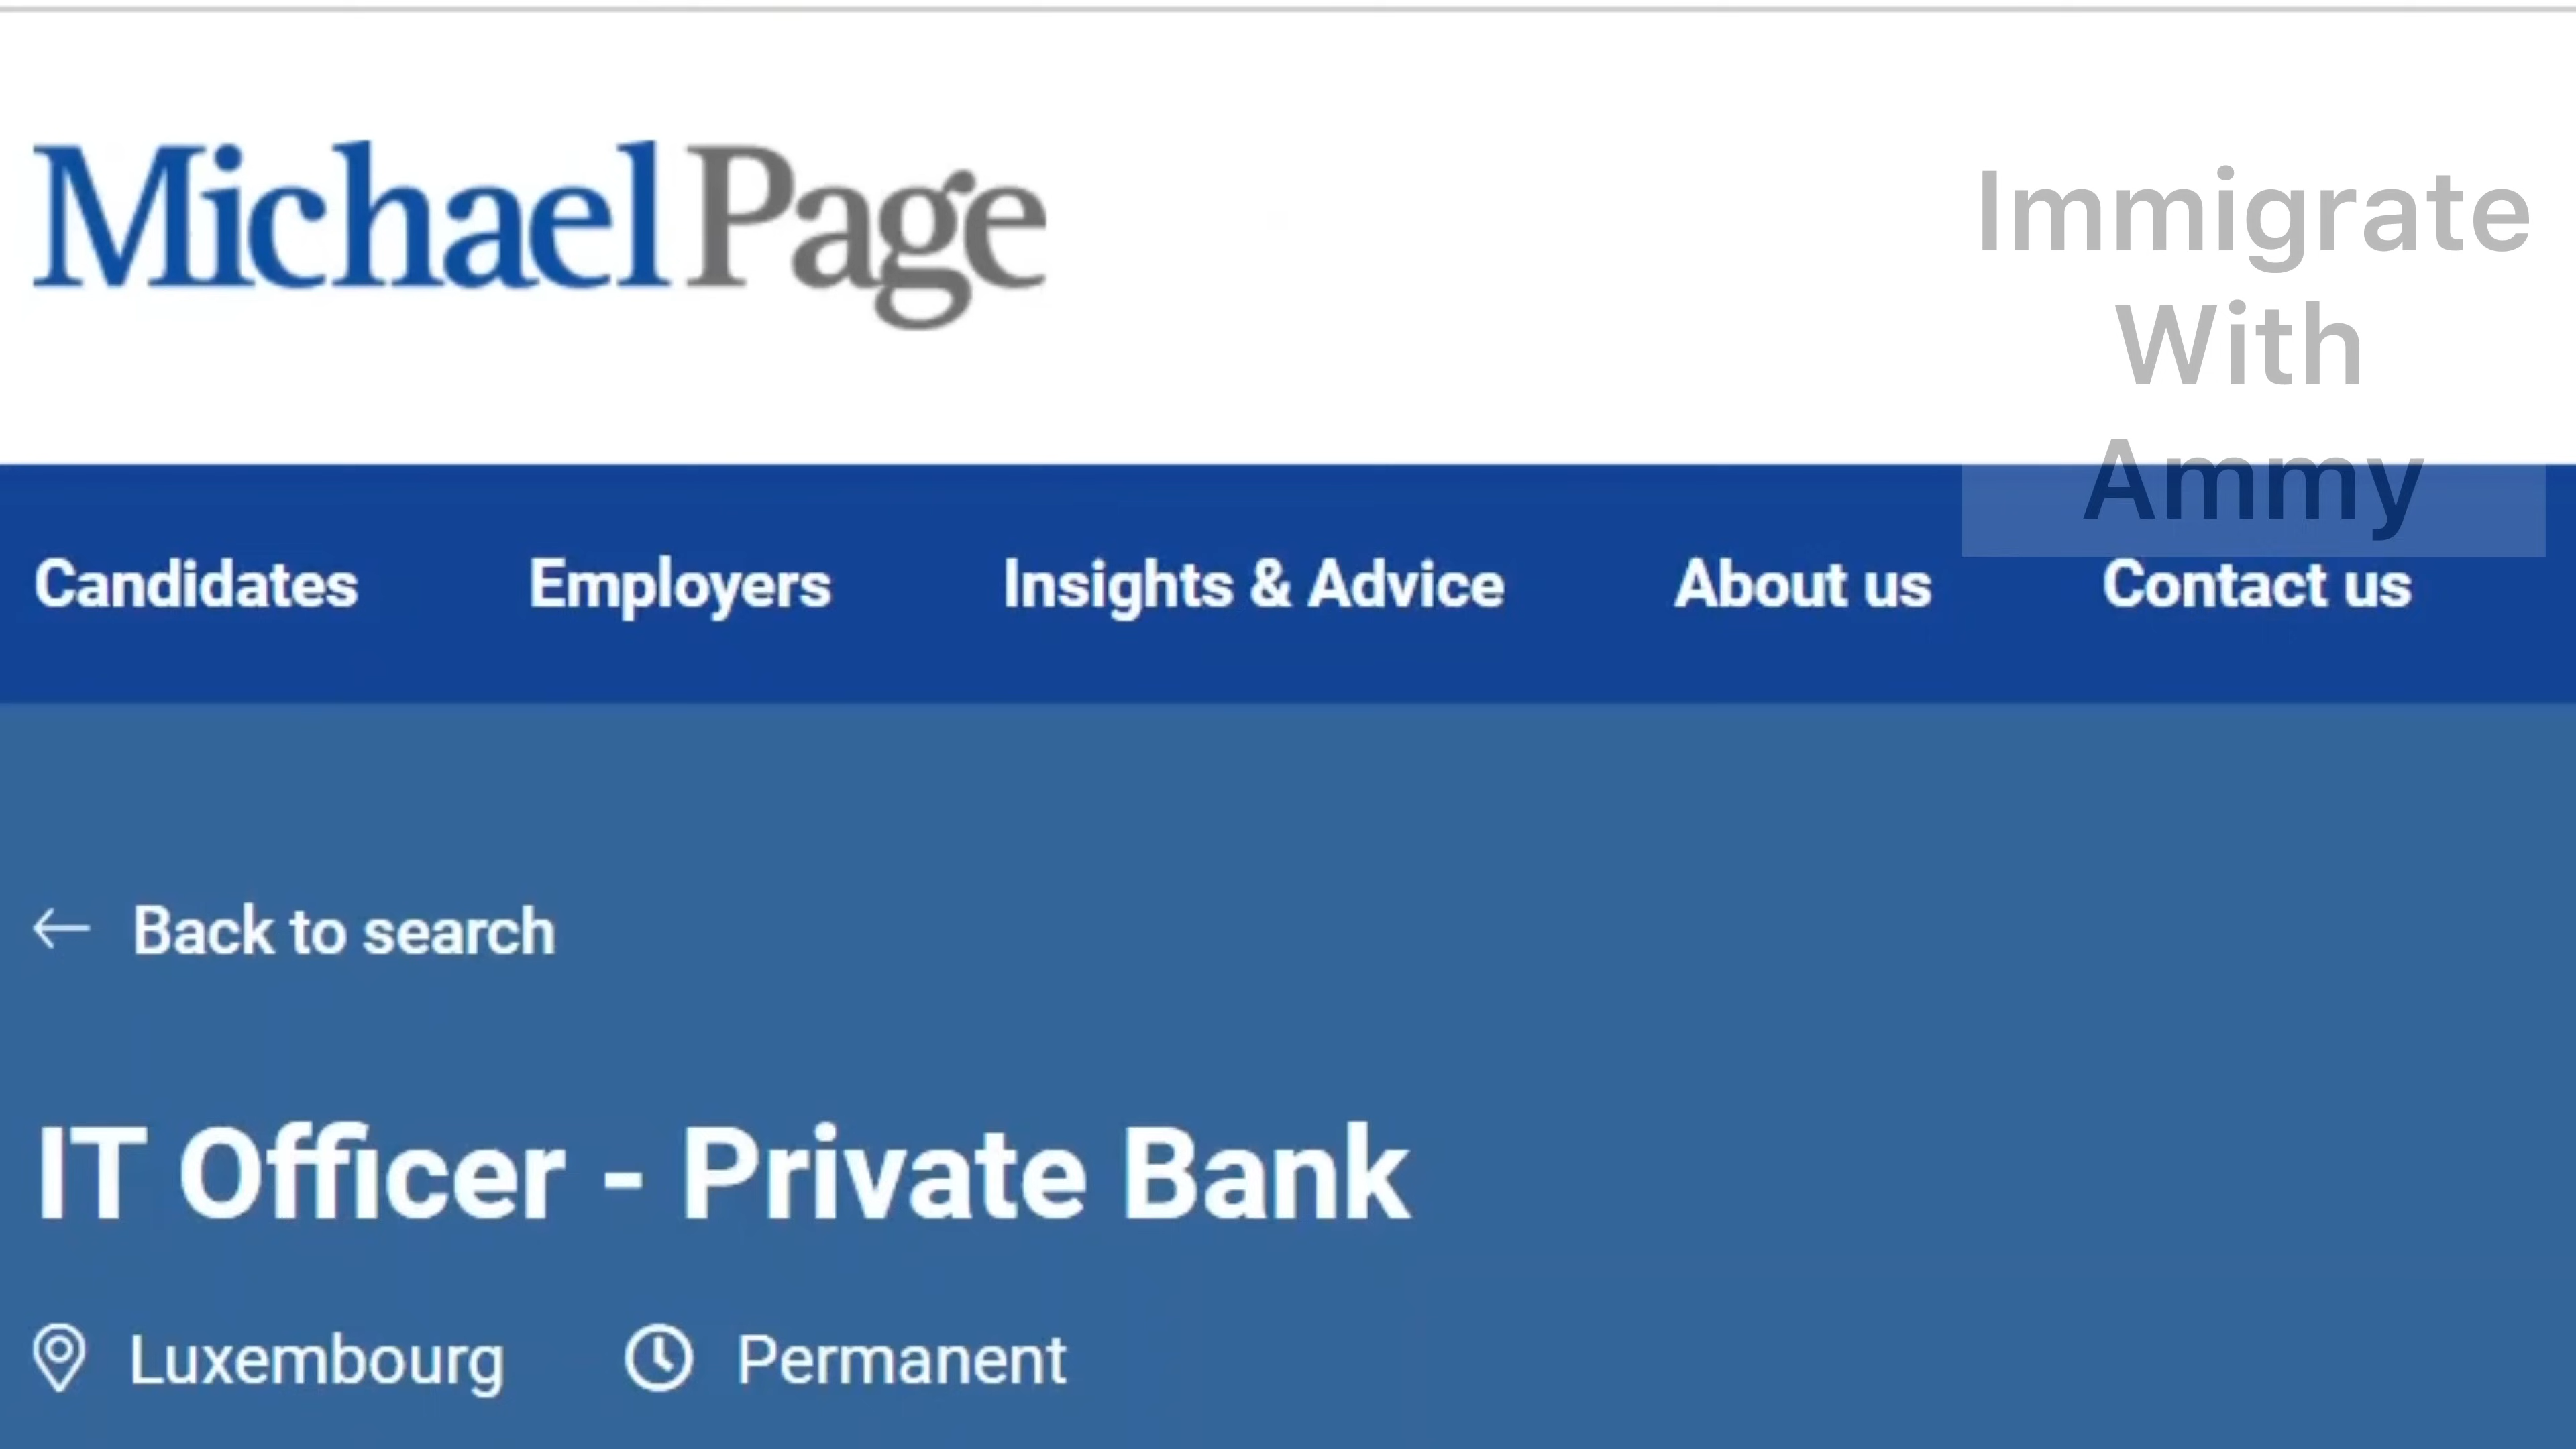 MichaelPage
Immigrate
With
Ammy
Candidates Employers Insights & Advice About us Contact us
Back to search
IT Officer - Private Bank
Luxembourg Permanent